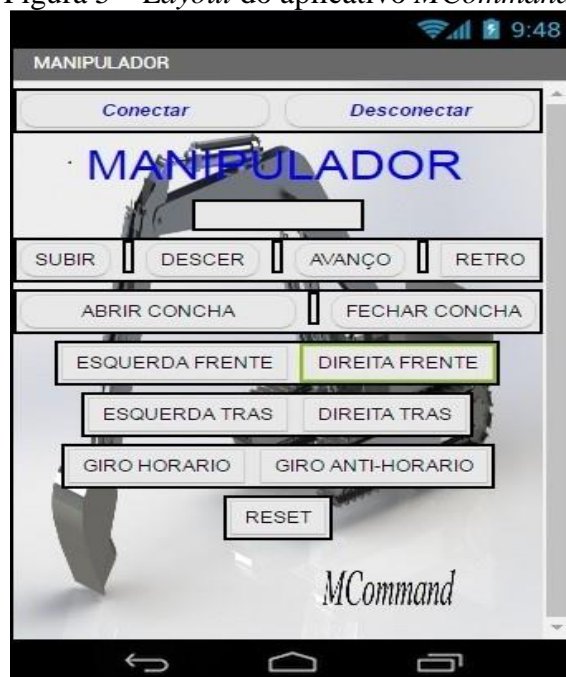 Figura 3 – Layout do aplicativo MCommand
9:48
MANIPULADOR
Conectar Desconectar
MANIPULADOR
SUBIR DESCER AVANÇO RETRO
ABRIR CONCHA FECHAR CONCHA
ESQUERDA FRENTE DIREITA FRENTE
ESQUERDA TRAS DIREITA TRAS
GIRO HORARIO GIRO ANTI-HORARIO
RESET
MCommand